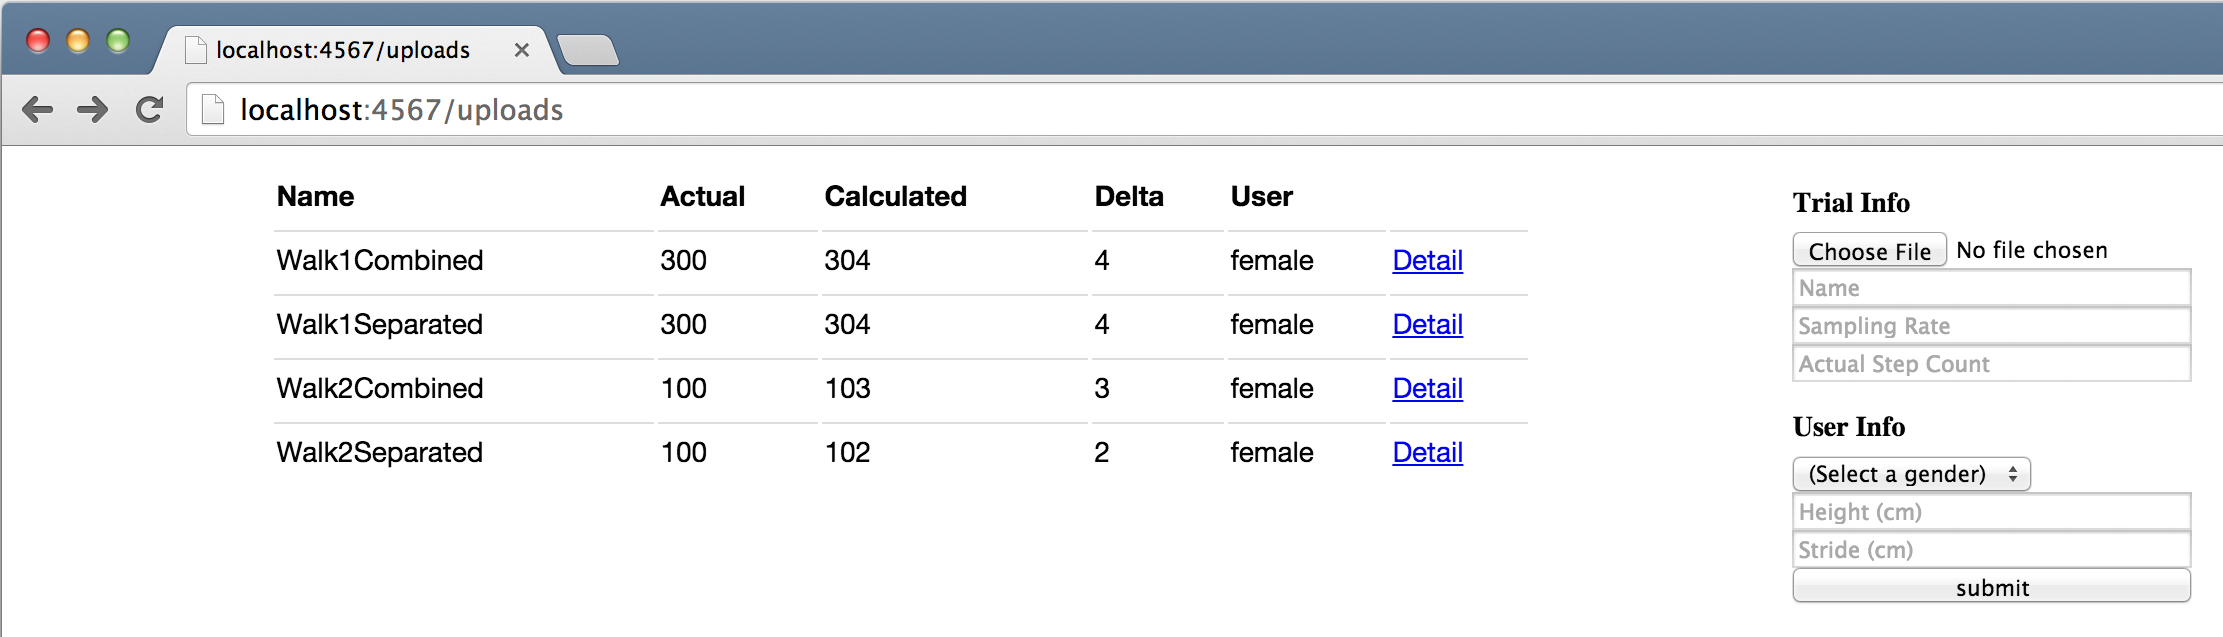 localhost:4567/uploads
localhost:4567/uploads
Name Actual Calculated Delta User
Walk1Combined 300 304 4 female Detail
Walk1Separated 300 304 4 female Detail
Walk2Combined 100 103 3 female Detail
Walk2Separated 100 102 2 female Detail
Trial Info
Choose File No file chosen
Name
Sampling Rate
Actual Step Count
User Info
(Select a gender)
Height (cm)
Stride (cm)
submit